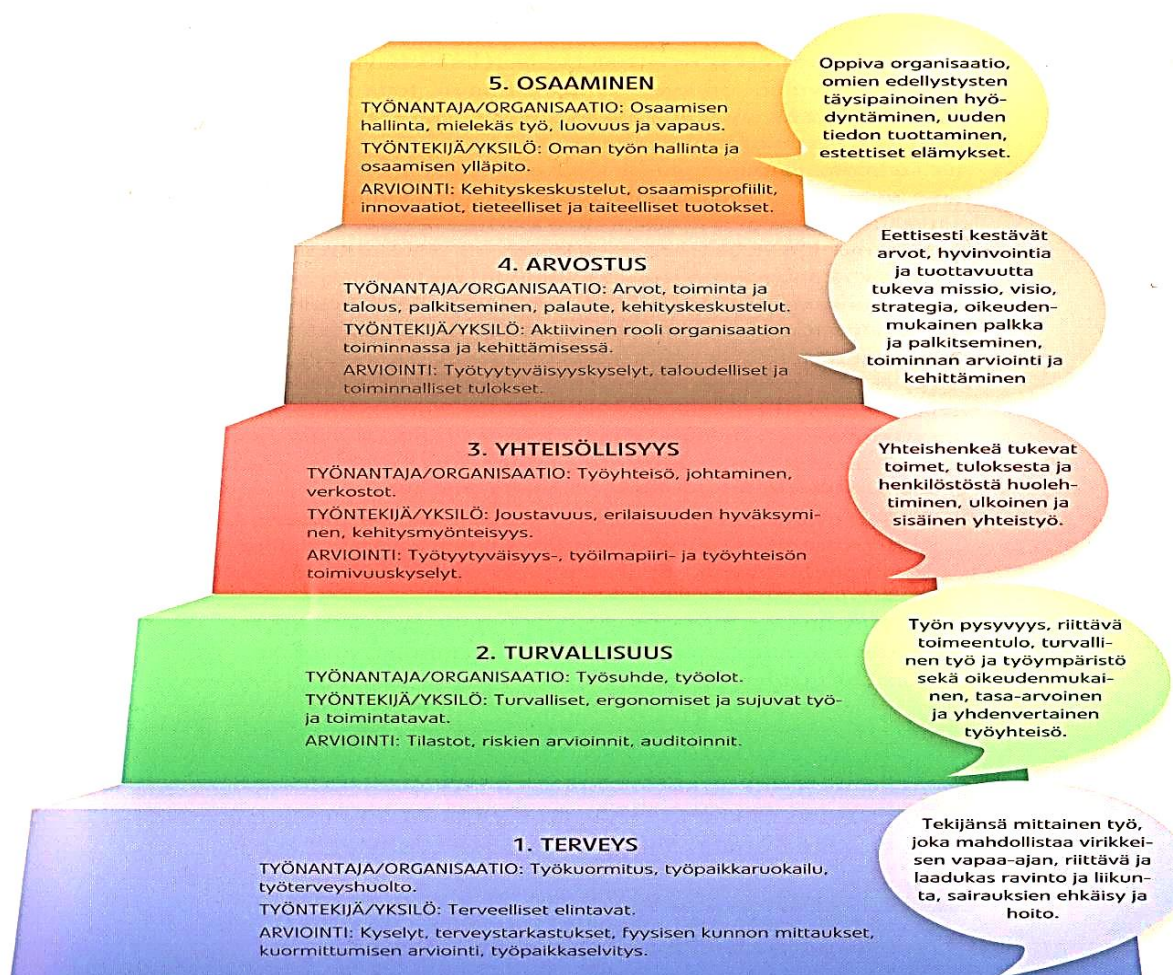 5. OSAAMINEN
TYÖNANTAJA/ORGANISAATIO: Osaamisen
hallinta, mielekäs työ, luovuus ja vapaus.
TYÖNTEKIJÄ/YKSILÖ: Oman työn hallinta ja
osaamisen ylläpito.
ARVIOINTI: Kehityskeskustelut, osaamisprofiilit,
innovaatiot, tieteelliset ja taiteelliset tuotokset.
Oppiva organisaatio,
omien edellystysten
täysipainoinen hyö-
dyntäminen, uuden
tiedon tuottaminen,
estettiset elämykset.
4. ARVOSTUS
TYÖNANTAJA/ORGANISAATIO: Arvot, toiminta ja
talous, palkitseminen, palaute, kehityskeskustelut.
TYÖNTEKIJÄ/YKSILÖ: Aktiivinen rooli organisaation
toiminnassa ja kehittämisessä.
ARVIOINTI: Työtyytyväisyyskyselyt, taloudelliset ja
toiminnalliset tulokset.
Eettisesti kestävät
arvot, hyvinvointia
ja tuottavuutta
tukeva missio, visio,
strategia, oikeuden-
mukainen palkka
ja palkitseminen,
toiminnan arviointi ja
kehittäminen
3. YHTEISÖLLISYYS
TYÖNANTAJA/ORGANISAATIO: Työyhteisö, johtaminen,
verkostot.
TYÖNTEKIJÄ/YKSILÖ: Joustavuus, erilaisuuden hyväksymi-
nen, kehitysmyönteisyys.
ARVIOINTI: Työtyytyväisyys-, työilmapiiri- ja työyhteisön
toimivuuskyselyt.
Yhteishenkeä tukevat
toimet, tuloksesta ja
henkilöstöstä huoleh-
timinen, ulkoinen ja
sisäinen yhteistyö.
2. TURVALLISUUS
TYÖNANTAJA/ORGANISAATIO: Työsuhde, työolot.
TYÖNTEKIJÄ/YKSILÖ: Turvalliset, ergonomiset ja sujuvat työ-
ja toimintatavat.
ARVIOINTI: Tilastot, riskien arvioinnit, auditoinnit.
Työn pysyvyys, riittävä
toimeentulo, turvalli-
nen työ ja työympäristö
sekä oikeudenmukai-
nen, tasa-arvoinen
ja yhdenvertainen
työyhteisö.
1. TERVEYS
TYÖNANTAJA/ORGANISAATIO: Työkuormitus, työpaikkaruokailu,
työterveyshuolto.
TYÖNTEKIJÄ/YKSILÖ: Terveelliset elintavat.
ARVIOINTI: Kyselyt, terveystarkastukset, fyysisen kunnon mittaukset,
kuormittumisen arviointi, työpaikkaselvitys.
Tekijänsä mittainen työ,
joka mahdollistaa virikkei-
sen vapaa-ajan, riittävä ja
laadukas ravinto ja liikun-
ta, sairauksien ehkäisy ja
hoito.